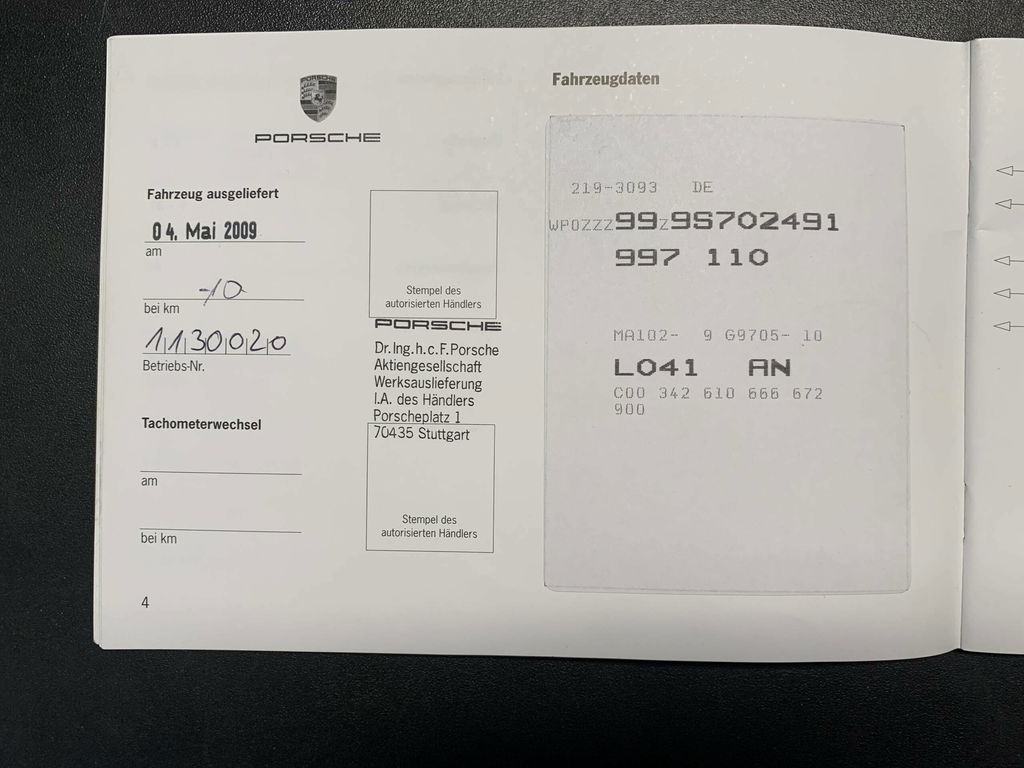 PORSCHE
PORSCHE
Fahrzeug ausgeliefert
04. Mai 2009
am
-10
bei km
1130020
Betriebs-Nr.
Tachometerwechsel
am
bei km
4
Stempel des
autorisierten Händlers
PORSCHE
Dr.Ing.h.c.F.Porsche
Aktiengesellschaft
Werksauslieferung
I.A. des Händlers
Porscheplatz 1
70435 Stuttgart
Stempel des
autorisierten Händlers
Fahrzeugdaten
219-3093 DE
WP0ZZZ99Z9S702491
997 110
MA102- 9 G9705- 10
L041 AN
C00 342 610 666 672
900